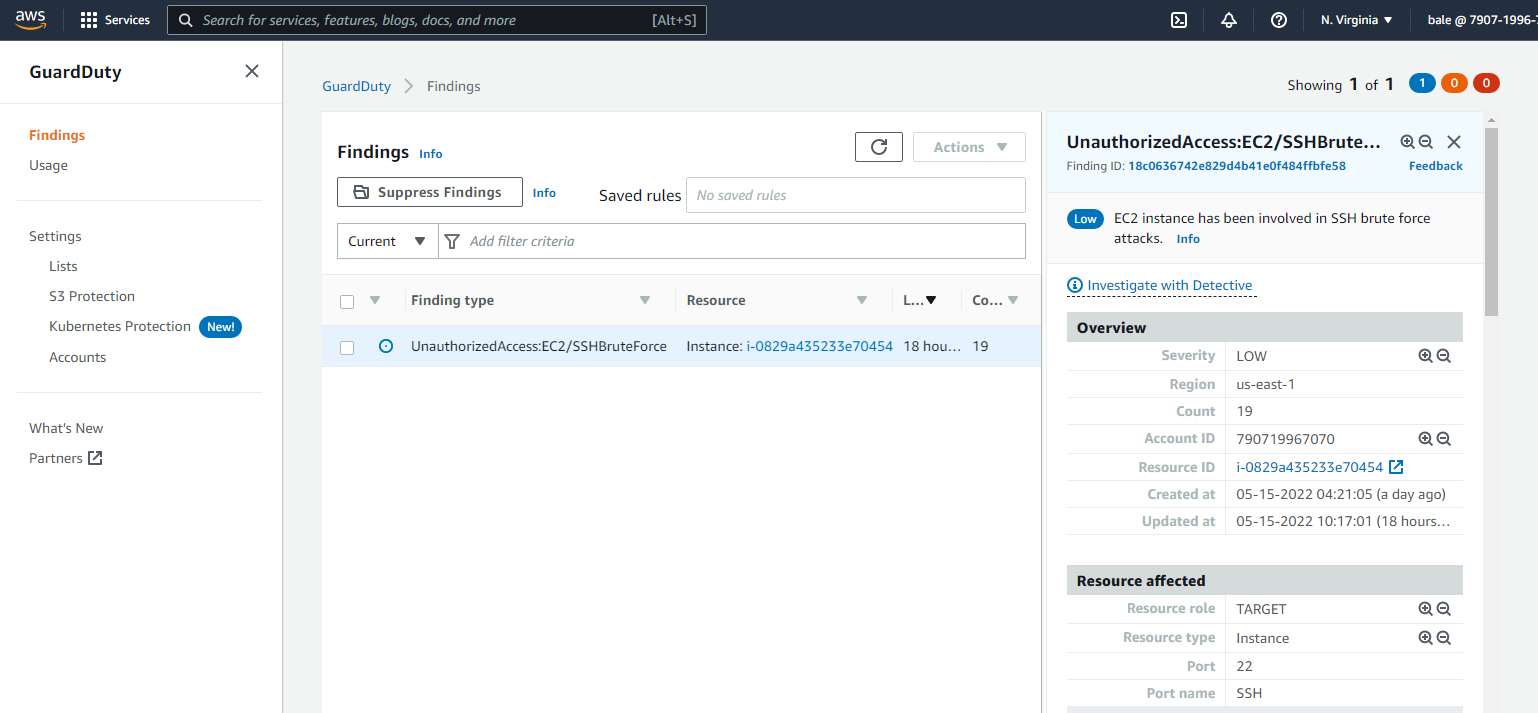 aws
Services
Search for services, features, blogs, docs, and more [Alt+S]
N. Virginia
bale @ 7907-1996-
GuardDuty
Findings
Usage
Settings
Lists
S3 Protection
Kubernetes Protection New!
Accounts
What's New
Partners
GuardDuty Findings
Showing 1 of 1 1 0 0
Findings Info
Actions
Suppress Findings Info
Saved rules No saved rules
Current Add filter criteria
Finding type Resource L... Co...
UnauthorizedAccess:EC2/SSHBruteForce Instance: i-0829a435233e70454 18 hou... 19
UnauthorizedAccess:EC2/SSHBrute...
Finding ID: 18c0636742e829d4b41e0f484ffbfe58 Feedback
Low EC2 instance has been involved in SSH brute force
attacks. Info
Investigate with Detective
Overview
Severity LOW
Region us-east-1
Count 19
Account ID 790719967070
Resource ID i-0829a435233e70454
Created at 05-15-2022 04:21:05 (a day ago)
Updated at 05-15-2022 10:17:01 (18 hours...
Resource affected
Resource role TARGET
Resource type Instance
Port 22
Port name SSH